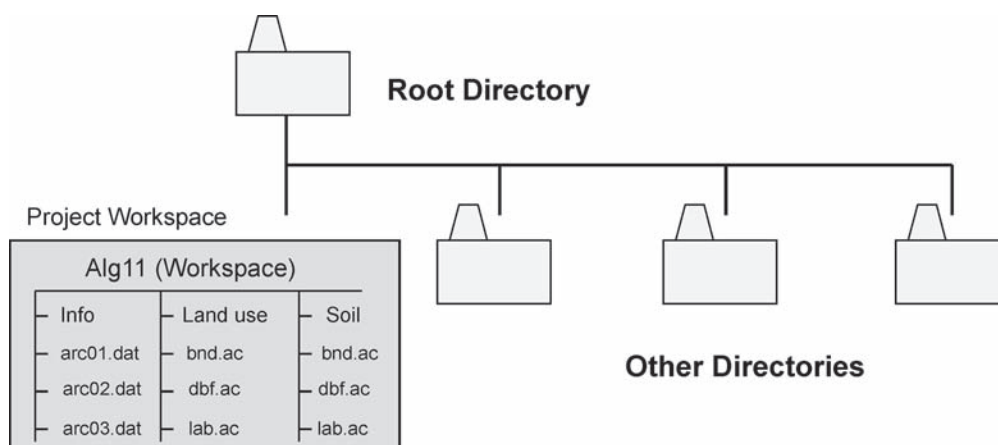 Root Directory
Project Workspace
Alg11 (Workspace)
Info Land use Soil
arc01.dat bnd.ac bnd.ac
arc02.dat dbf.ac dbf.ac
arc03.dat lab.ac lab.ac
Other Directories